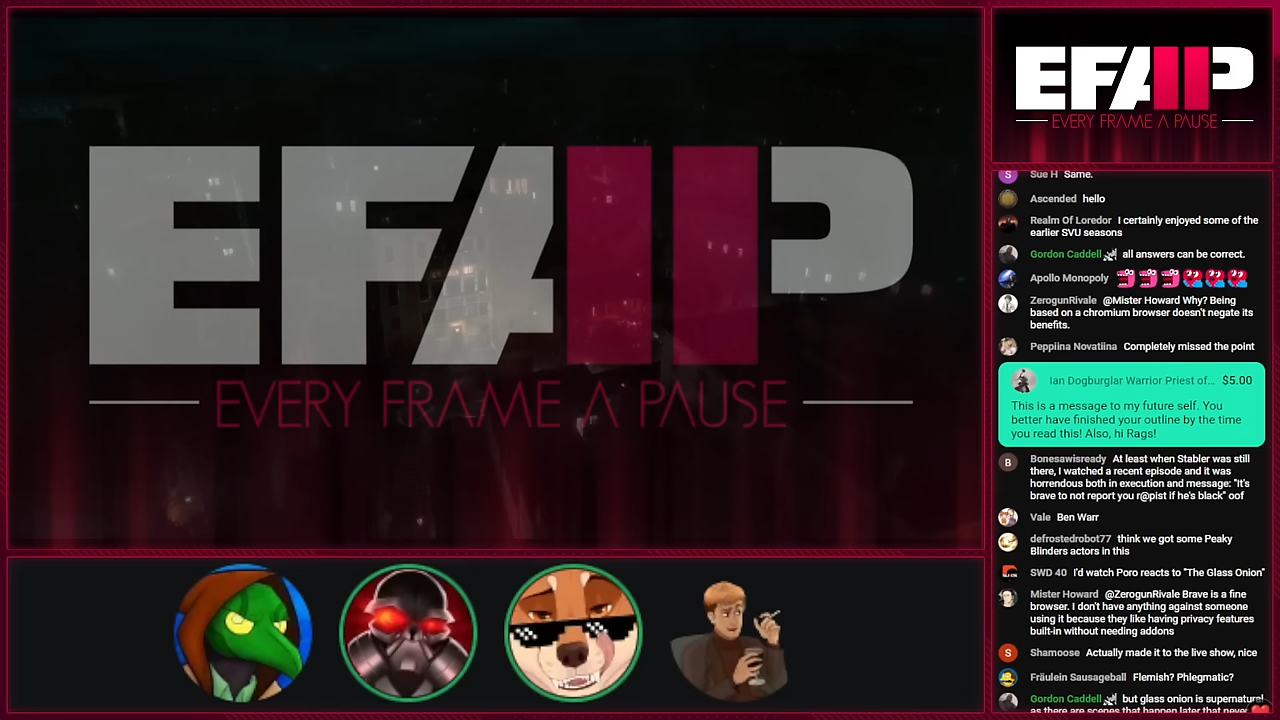 EFAP
EVERY FRAME A PAUSE
EFAP
EVERY FRAME A PAUSE
S Sue H Same.
Ascended hello
Realm Of Loredor I certainly enjoyed some of the
earlier SVU seasons
Gordon Caddell all answers can be correct.
Apollo Monopoly
ZerogunRivale @Mister Howard Why? Being
based on a chromium browser doesn't negate its
benefits.
Peppiina Novatiina Completely missed the point
Ian Dogburglar Warrior Priest of... $5.00
This is a message to my future self. You
better have finished your outline by the time
you read this! Also, hi Rags!
B Bonesawisready At least when Stabler was still
there, I watched a recent episode and it was
horrendous both in execution and message: "It's
brave to not report you r@pist if he's black" oof
Vale Ben Warr
defrostedrobot77 think we got some Peaky
Blinders actors in this
SWD 40 I'd watch Poro reacts to "The Glass Onion"
Mister Howard @ZerogunRivale Brave is a fine
browser. I don't have anything against someone
using it because they like having privacy features
built-in without needing addons
S Shamoose Actually made it to the live show, nice
Fräulein Sausageball Flemish? Phlegmatic?
Gordon Caddell but glass onion is supernatural
as there are scenes that happen later that never